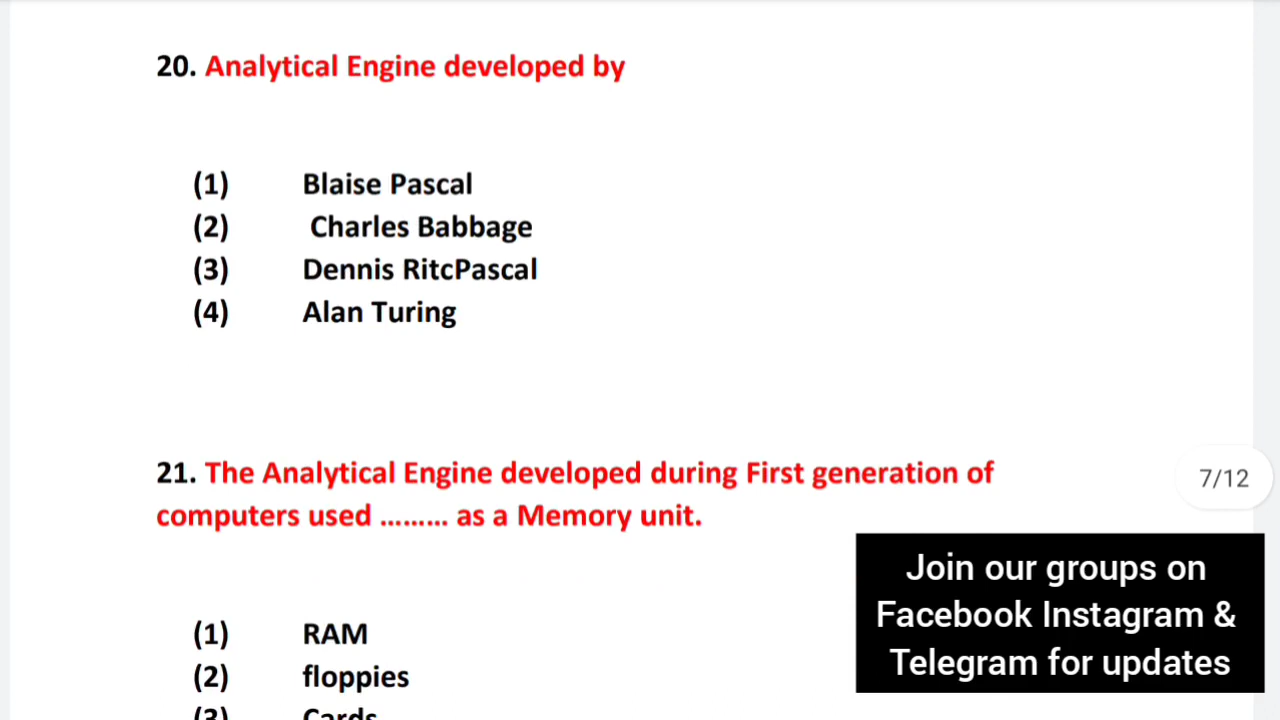 20. Analytical Engine developed by
(1) Blaise Pascal
(2) Charles Babbage
(3) Dennis RitcPascal
(4) Alan Turing
21. The Analytical Engine developed during First generation of
computers used ......... as a Memory unit.
7/12
(1) RAM
(2) floppies
(3) Cards
Join our groups on
Facebook Instagram &
Telegram for updates